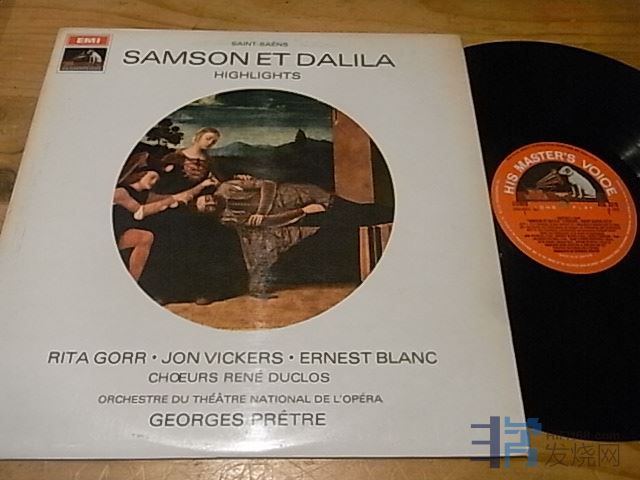 EMI
SAINT-SAËNS
SAMSON ET DALILA
HIGHLIGHTS
RITA GORR • JON VICKERS • ERNEST BLANC
CHŒURS RENÉ DUCLOS
ORCHESTRE DU THÉÂTRE NATIONAL DE L'OPÉRA
GEORGES PRÊTRE
HIS MASTER'S VOICE
发烧网